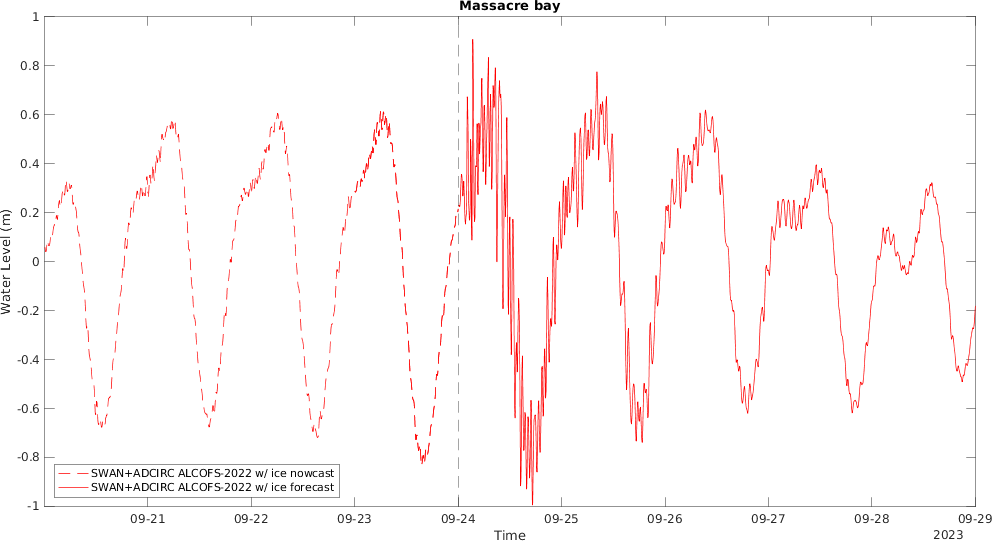 Massacre bay
1
0.8
0.6
0.4
0.2
0
-0.2
-0.4
-0.6
-0.8
-1
Water Level (m)
SWAN+ADCIRC ALCOFS-2022 w/ ice nowcast
SWAN+ADCIRC ALCOFS-2022 w/ ice forecast
09-21 09-22 09-23 09-24 09-25 09-26 09-27 09-28 09-29
Time
2023